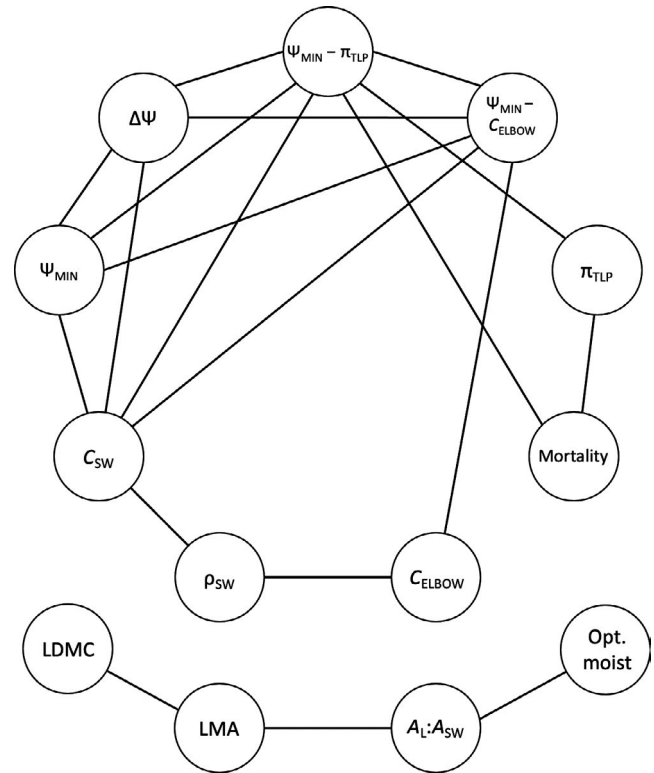 Ψ_MIN – π_TLP
ΔΨ
Ψ_MIN –
C_ELBOW
Ψ_MIN
π_TLP
C_SW
Mortality
ρ_SW
C_ELBOW
LDMC
Opt.
moist
LMA
A_L:A_SW